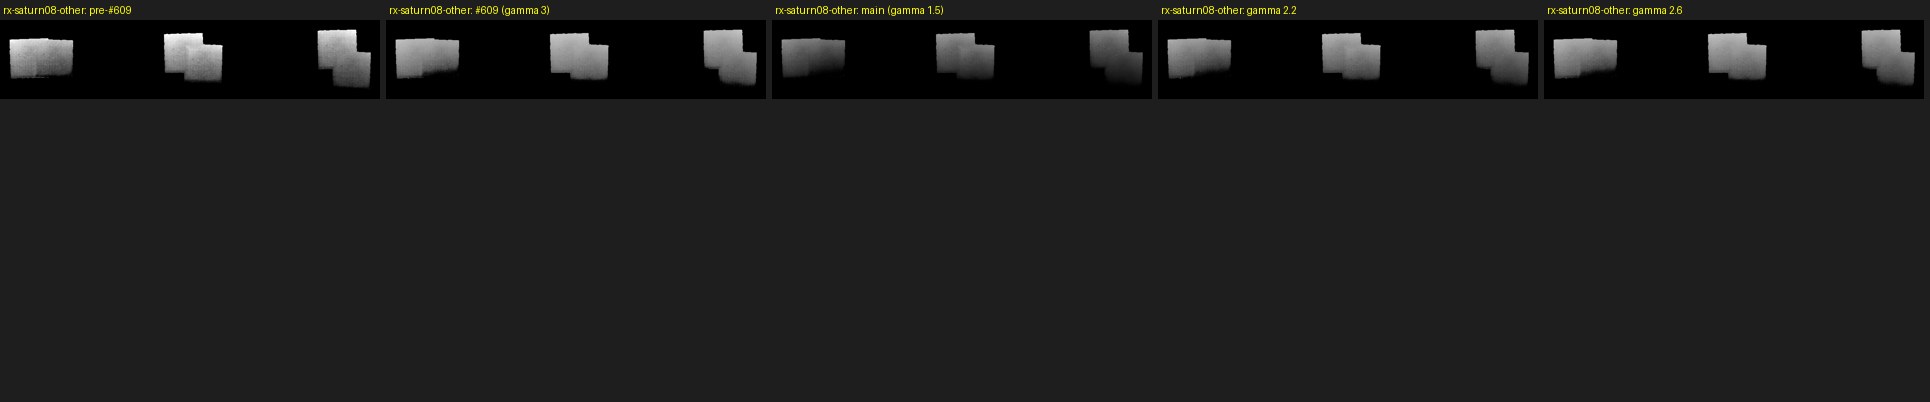 rx-saturn08-other: pre-#609
rx-saturn08-other: #609 (gamma 3)
rx-saturn08-other: main (gamma 1.5)
rx-saturn08-other: gamma 2.2
rx-saturn08-other: gamma 2.6